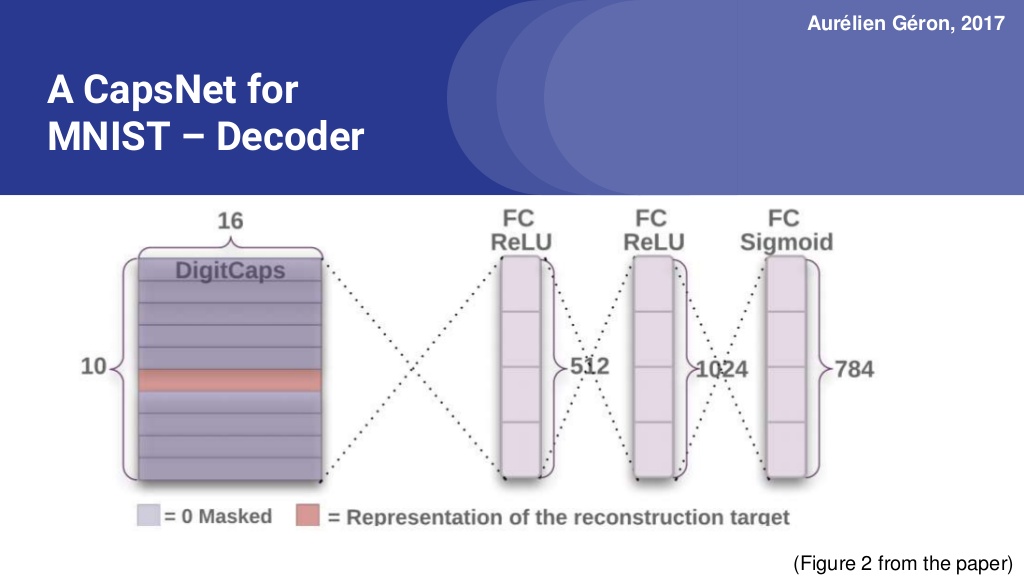 Aurélien Géron, 2017
A CapsNet for
MNIST – Decoder
16
DigitCaps
10
FC
ReLU
512
FC
ReLU
1024
FC
Sigmoid
784
= 0 Masked
= Representation of the reconstruction target
(Figure 2 from the paper)